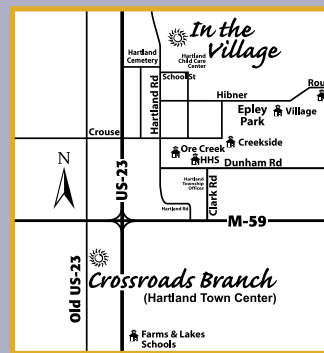 In the
Village
Hartland
Cemetery
Hartland
Child Care
Center
School St
Hartland Rd
Hibner
Rou
Epley
Park
Village
Crouse
Creekside
Ore Creek
HHS
Dunham Rd
N
US-23
Hartland
Township
Offices
Clark Rd
Hartland Rd
M-59
Old US-23
Crossroads Branch
(Hartland Town Center)
Farms & Lakes
Schools